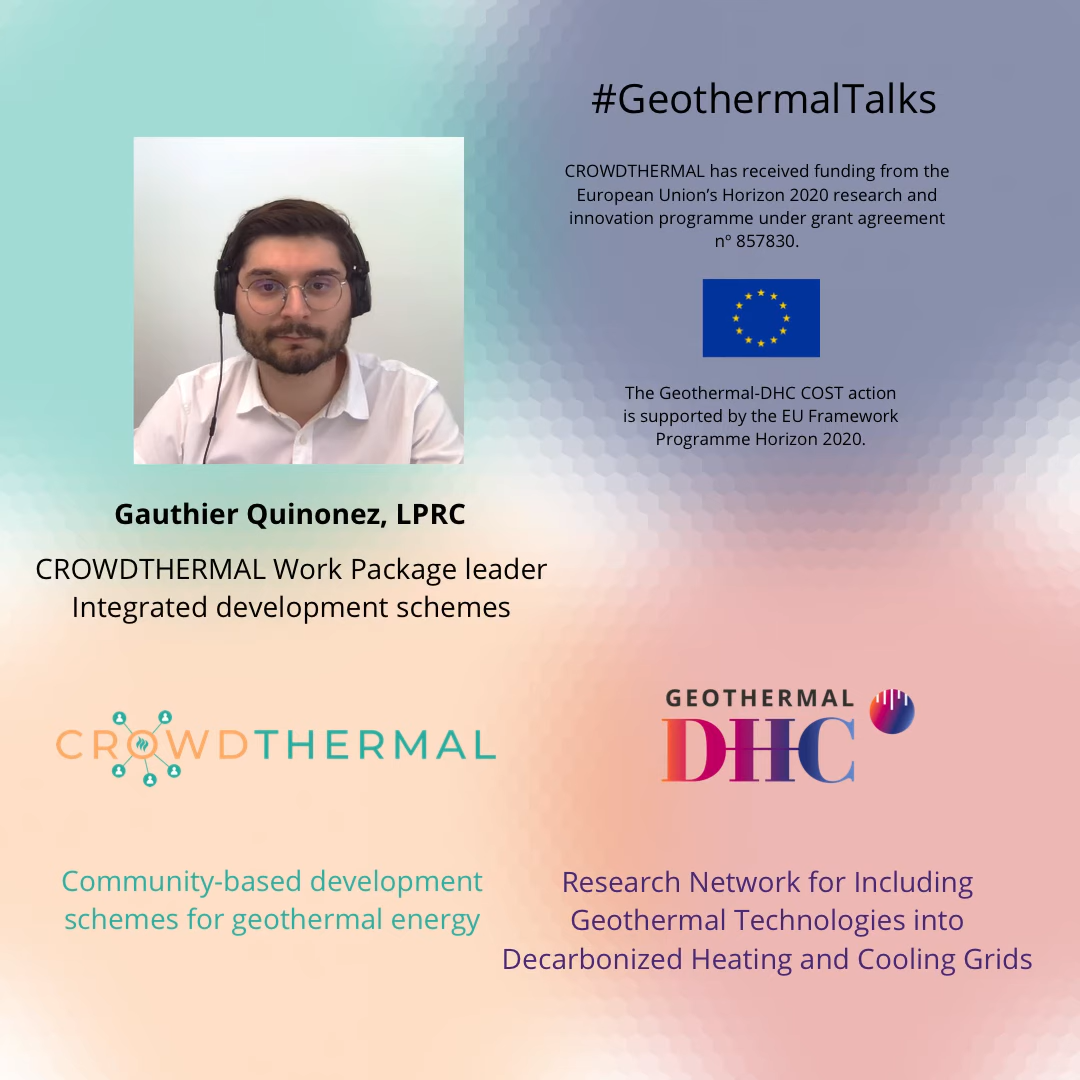 #GeothermalTalks
CROWDTHERMAL has received funding from the
European Union's Horizon 2020 research and
innovation programme under grant agreement
nº 857830.
The Geothermal-DHC COST action
is supported by the EU Framework
Programme Horizon 2020.
Gauthier Quinonez, LPRC
CROWDTHERMAL Work Package leader
Integrated development schemes
CROWDTHERMAL
GEOTHERMAL
DHC
Community-based development
schemes for geothermal energy
Research Network for Including
Geothermal Technologies into
Decarbonized Heating and Cooling Grids